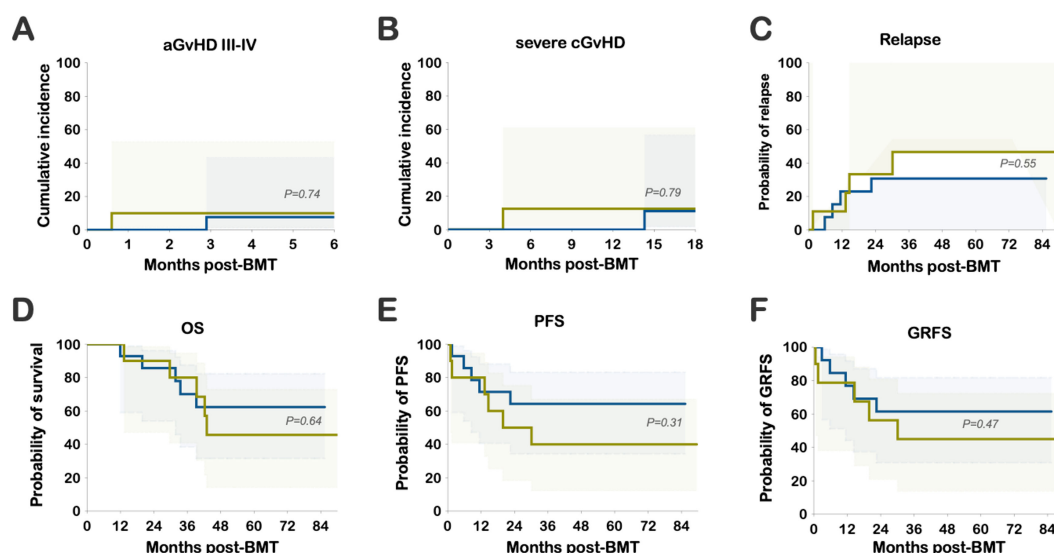 A
aGvHD III-IV
Cumulative incidence
100
80
60
40
20
0
P=0.74
0 1 2 3 4 5 6
Months post-BMT
B
severe cGvHD
Cumulative incidence
100
80
60
40
20
0
P=0.79
0 3 6 9 12 15 18
Months post-BMT
C
Relapse
Probability of relapse
100
80
60
40
20
0
P=0.55
0 12 24 36 48 60 72 84
Months post-BMT
D
OS
Probability of survival
100
80
60
40
20
0
P=0.64
0 12 24 36 48 60 72 84
Months post-BMT
E
PFS
Probability of PFS
100
80
60
40
20
0
P=0.31
0 12 24 36 48 60 72 84
Months post-BMT
F
GRFS
Probability of GRFS
100
80
60
40
20
0
P=0.47
0 12 24 36 48 60 72 84
Months post-BMT